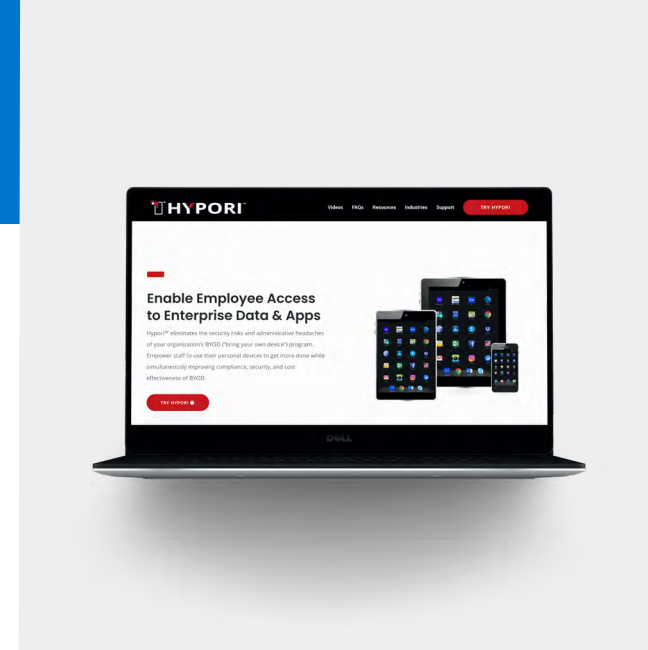 HYPORI™
Videos FAQs Resources Industries Support TRY HYPORI
Enable Employee Access
to Enterprise Data & Apps
Hypori™ eliminates the security risks and administrative headaches
of your organization's BYOD ("bring your own device") program.
Empower staff to use their personal devices to get more done while
simultaneously improving compliance, security, and cost
effectiveness of BYOD.
TRY HYPORI
DELL